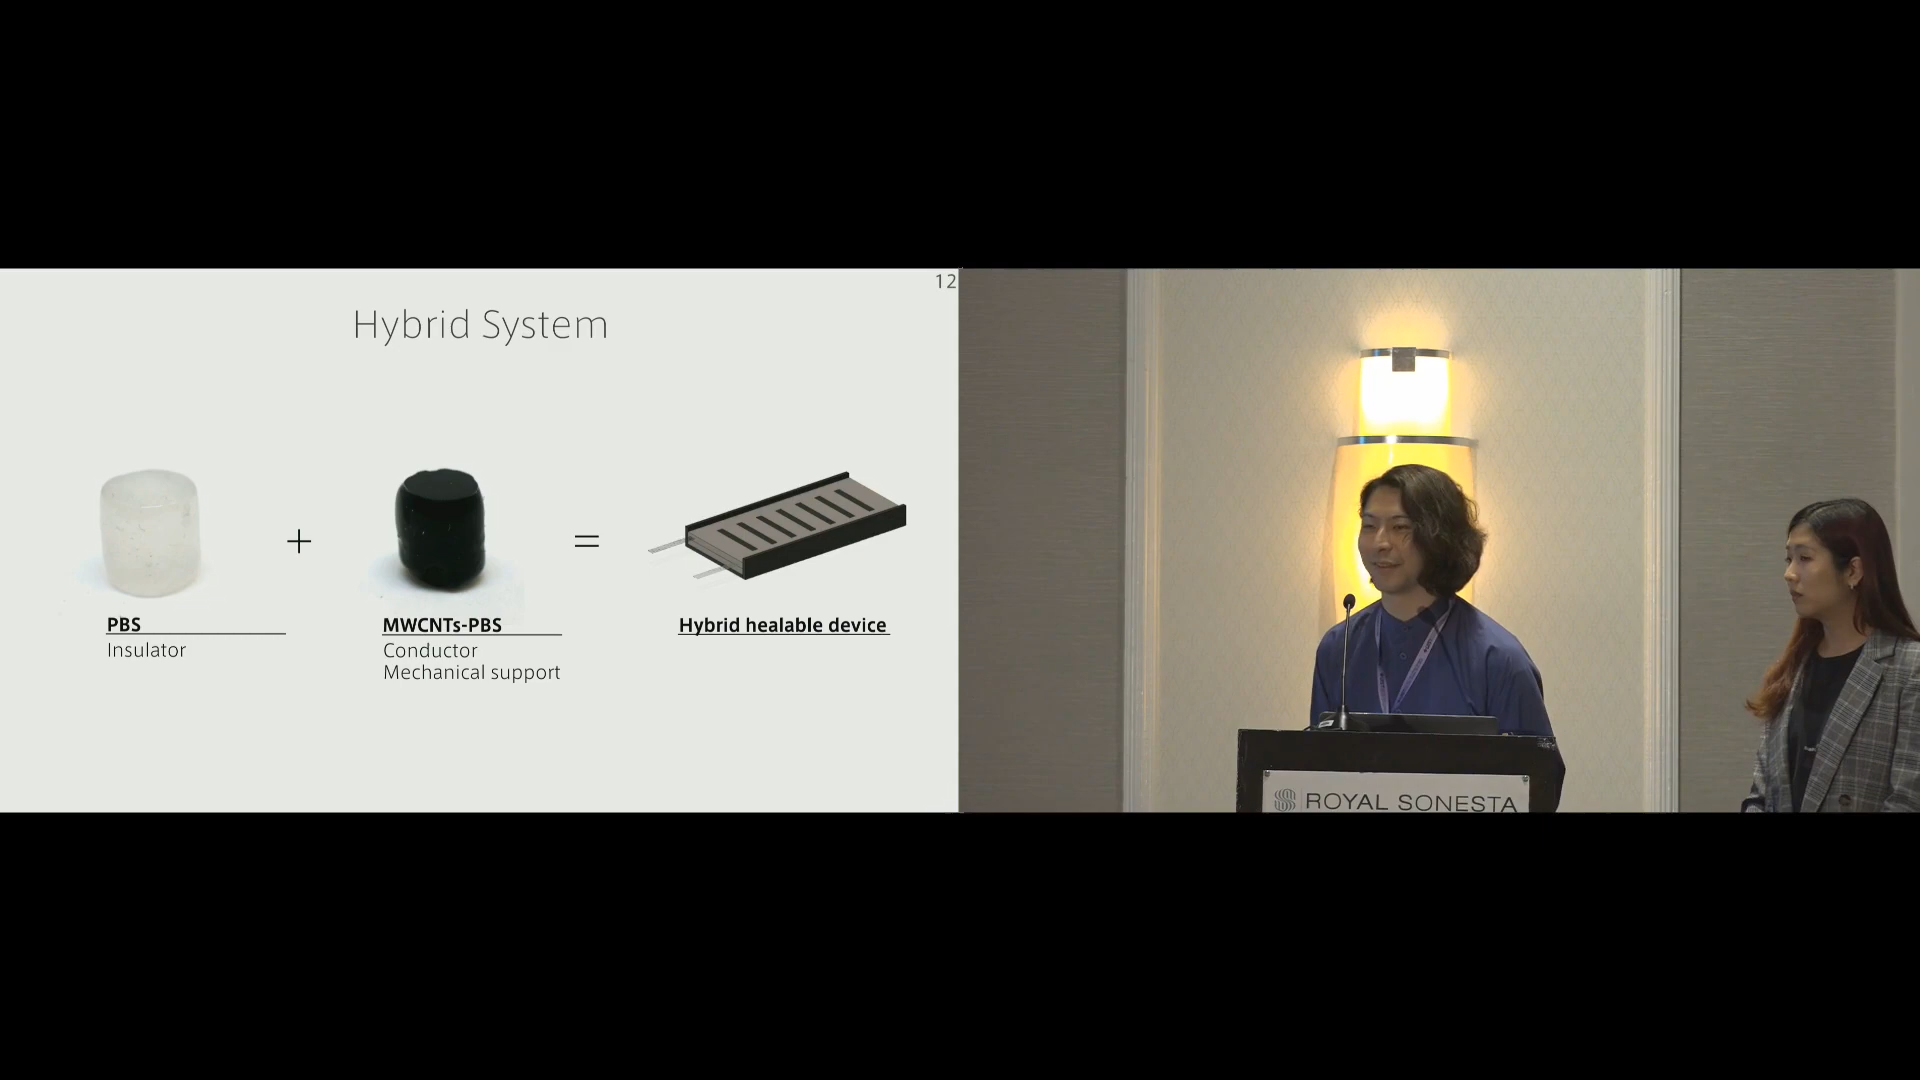 12
Hybrid System
+
=
PBS
Insulator
MWCNTs-PBS
Conductor
Mechanical support
Hybrid healable device
ROYAL SONESTA